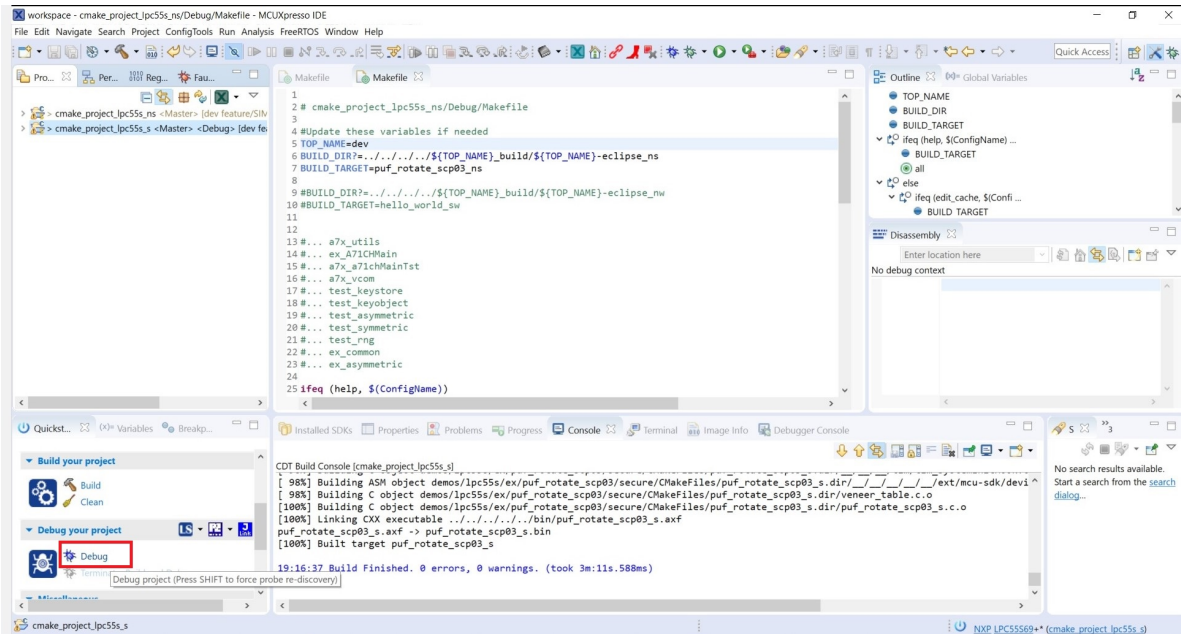 workspace - cmake_project_lpc55s_ns/Debug/Makefile - MCUXpresso IDE
File Edit Navigate Search Project ConfigTools Run Analysis FreeRTOS Window Help
Quick Access
Pro... Per... Reg... Fau...
> cmake_project_lpc55s_ns <Master> [dev feature/SIM
> cmake_project_lpc55s_s <Master> <Debug> [dev fea
Makefile Makefile
1
2 # cmake_project_lpc55s_ns/Debug/Makefile
3
4 #Update these variables if needed
5 TOP_NAME=dev
6 BUILD_DIR?=../../../../${TOP_NAME}_build/${TOP_NAME}-eclipse_ns
7 BUILD_TARGET=puf_rotate_scp03_ns
8
9 #BUILD_DIR?=../../../../${TOP_NAME}_build/${TOP_NAME}-eclipse_nw
10 #BUILD_TARGET=hello_world_sw
11
12
13 #... a7x_utils
14 #... ex_A71CHMain
15 #... a7x_a71chMainTst
16 #... a7x_vcom
17 #... test_keystore
18 #... test_keyobject
19 #... test_asymmetric
20 #... test_symmetric
21 #... test_rng
22 #... ex_common
23 #... ex_asymmetric
24
25 ifeq (help, $(ConfigName))
Outline Global Variables
TOP_NAME
BUILD_DIR
BUILD_TARGET
ifeq (help, $(ConfigName) ...
BUILD_TARGET
all
else
ifeq (edit_cache, $(Confi ...
BUILD TARGET
Disassembly
Enter location here
No debug context
Quickst... (x)= Variables Breakp...
Build your project
Build
Clean
Debug your project
LS
Debug
Debug project (Press SHIFT to force probe re-discovery)
Installed SDKs Properties Problems Progress Console Terminal Image Info Debugger Console
CDT Build Console [cmake_project_lpc55s_s]
[ 98%] Building ASM object demos/lpc55s/ex/puf_rotate_scp03/secure/CMakeFiles/puf_rotate_scp03_s.dir/__/__/__/__/__/ext/mcu-sdk/devi
[ 98%] Building C object demos/lpc55s/ex/puf_rotate_scp03/secure/CMakeFiles/puf_rotate_scp03_s.dir/veneer_table.c.o
[100%] Building C object demos/lpc55s/ex/puf_rotate_scp03/secure/CMakeFiles/puf_rotate_scp03_s.dir/puf_rotate_scp03_s.c.o
[100%] Linking CXX executable ../../../../../bin/puf_rotate_scp03_s.axf
puf_rotate_scp03_s.axf -> puf_rotate_scp03_s.bin
[100%] Built target puf_rotate_scp03_s
19:16:37 Build Finished. 0 errors, 0 warnings. (took 3m:11s.588ms)
S 3
No search results available.
Start a search from the search
dialog...
cmake_project_lpc55s_s
NXP LPC55S69+* (cmake_project_lpc55s_s)